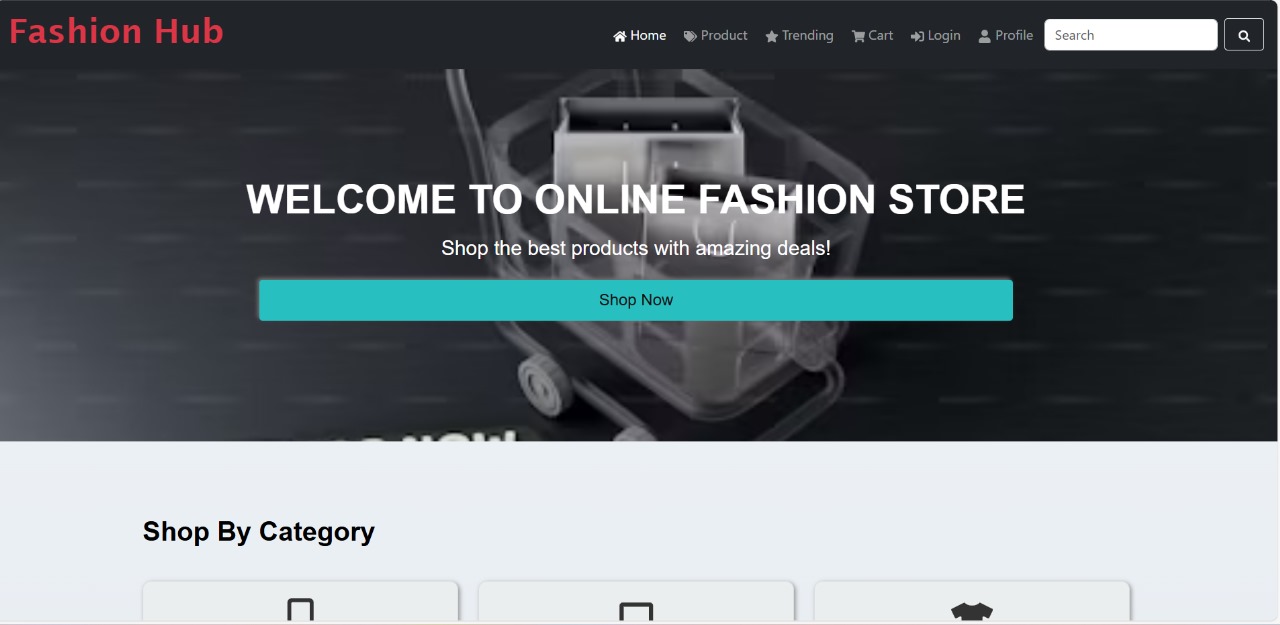 Fashion Hub
Home Product Trending Cart Login Profile Search
WELCOME TO ONLINE FASHION STORE
Shop the best products with amazing deals!
Shop Now
Shop By Category